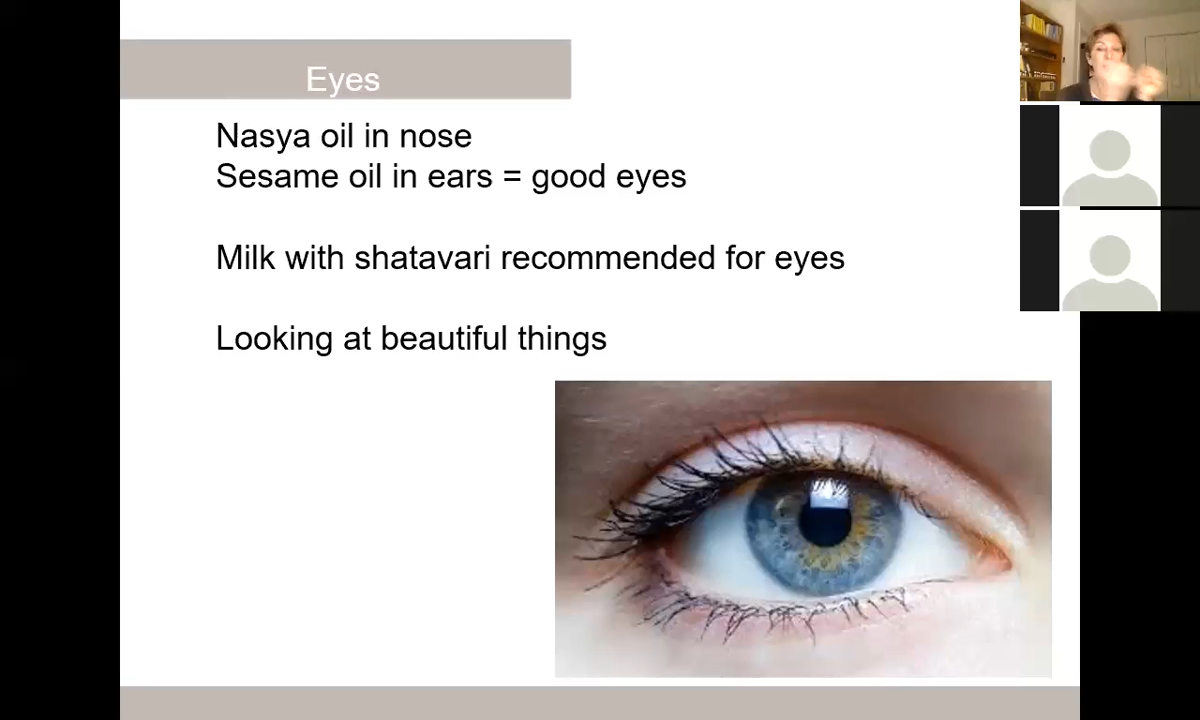 Eyes
Nasya oil in nose
Sesame oil in ears = good eyes
Milk with shatavari recommended for eyes
Looking at beautiful things